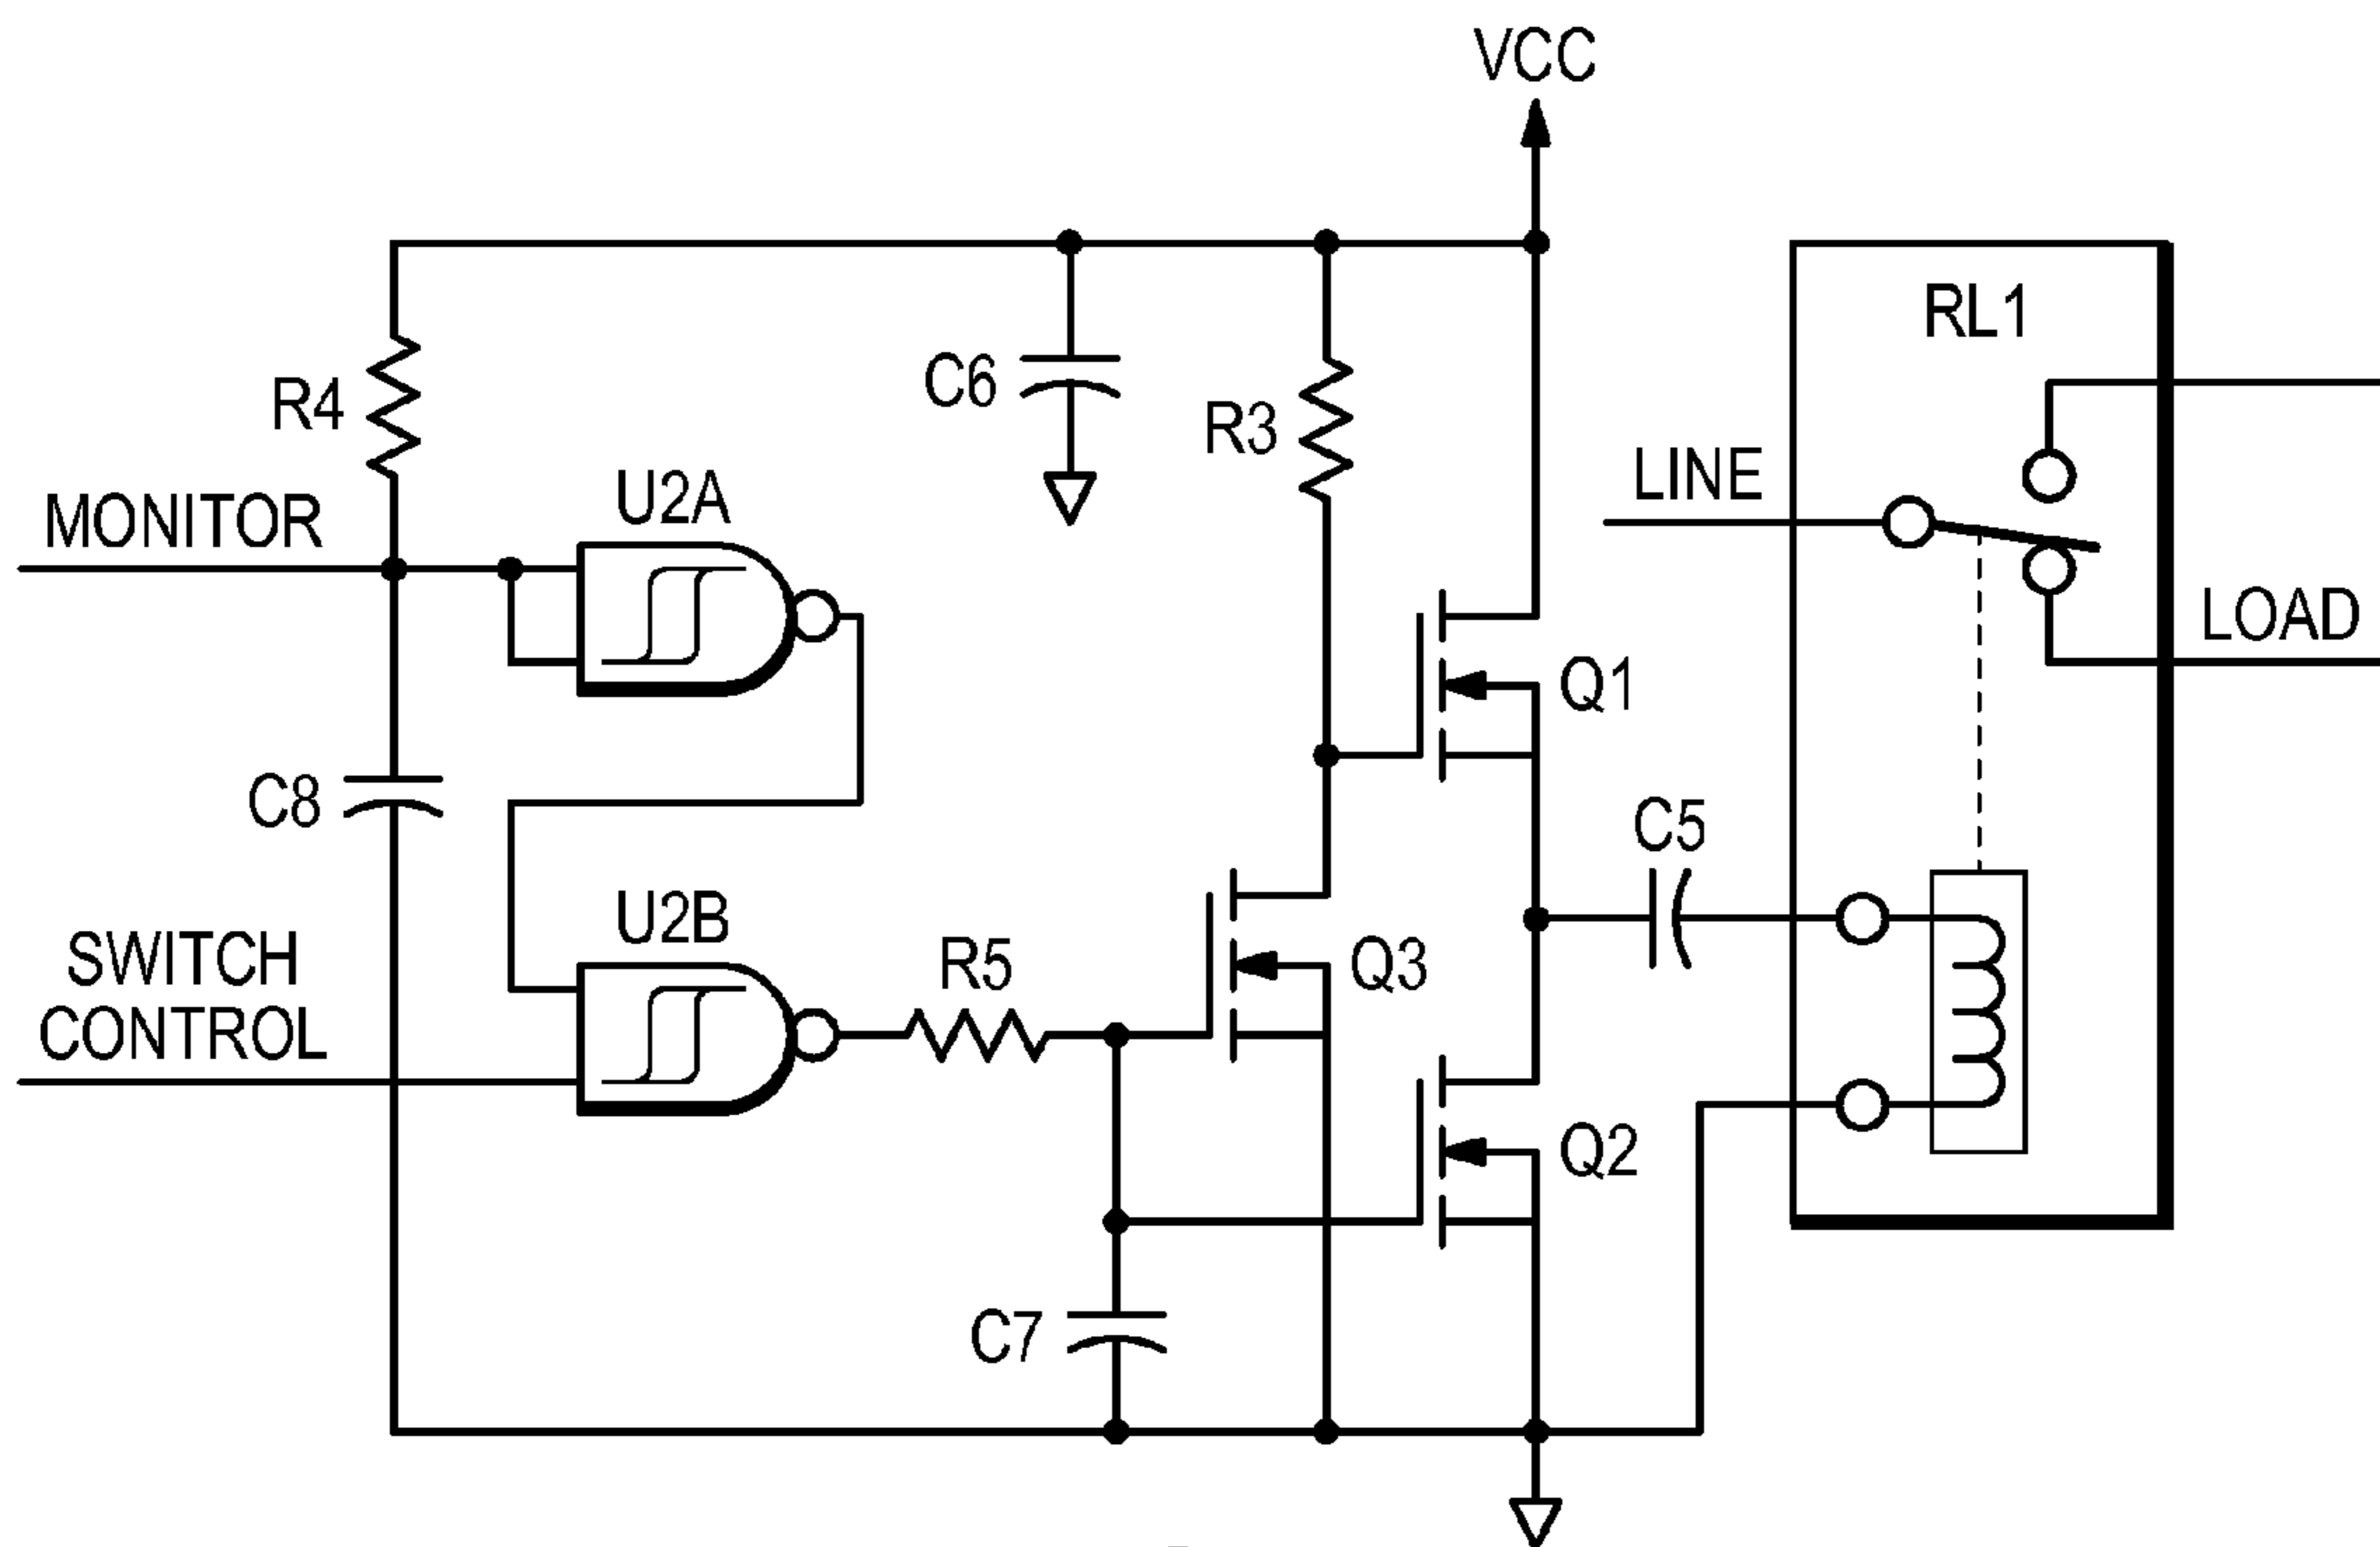 VCC
RL1
C6
R4
R3
LINE
U2A
MONITOR
LOAD
Q1
C8
C5
U2B
SWITCH
CONTROL
R5
Q3
Q2
C7